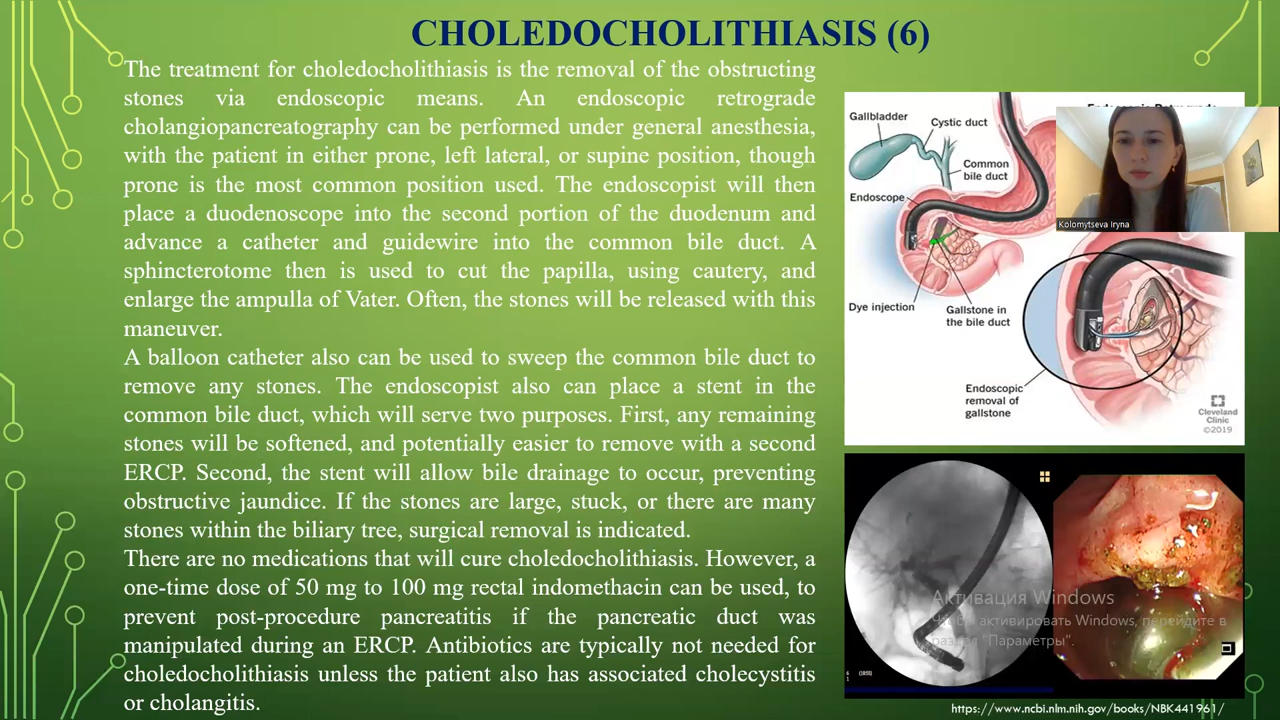 CHOLEDOCHOLITHIASIS (6)
The treatment for choledocholithiasis is the removal of the obstructing
stones via endoscopic means. An endoscopic retrograde
cholangiopancreatography can be performed under general anesthesia,
with the patient in either prone, left lateral, or supine position, though
prone is the most common position used. The endoscopist will then
place a duodenoscope into the second portion of the duodenum and
advance a catheter and guidewire into the common bile duct. A
sphincterotome then is used to cut the papilla, using cautery, and
enlarge the ampulla of Vater. Often, the stones will be released with this
maneuver.
A balloon catheter also can be used to sweep the common bile duct to
remove any stones. The endoscopist also can place a stent in the
common bile duct, which will serve two purposes. First, any remaining
stones will be softened, and potentially easier to remove with a second
ERCP. Second, the stent will allow bile drainage to occur, preventing
obstructive jaundice. If the stones are large, stuck, or there are many
stones within the biliary tree, surgical removal is indicated.
There are no medications that will cure choledocholithiasis. However, a
one-time dose of 50 mg to 100 mg rectal indomethacin can be used, to
prevent post-procedure pancreatitis if the pancreatic duct was
manipulated during an ERCP. Antibiotics are typically not needed for
choledocholithiasis unless the patient also has associated cholecystitis
or cholangitis.
Gallbladder
Cystic duct
Common
bile duct
Endoscope
Dye injection
Gallstone in
the bile duct
Endoscopic
removal of
gallstone
Cleveland
Clinic
©2019
Kolomytseva Iryna
Активация Windows
Чтобы активировать Windows, перейдите в
раздел "Параметры".
https://www.ncbi.nlm.nih.gov/books/NBK441961/